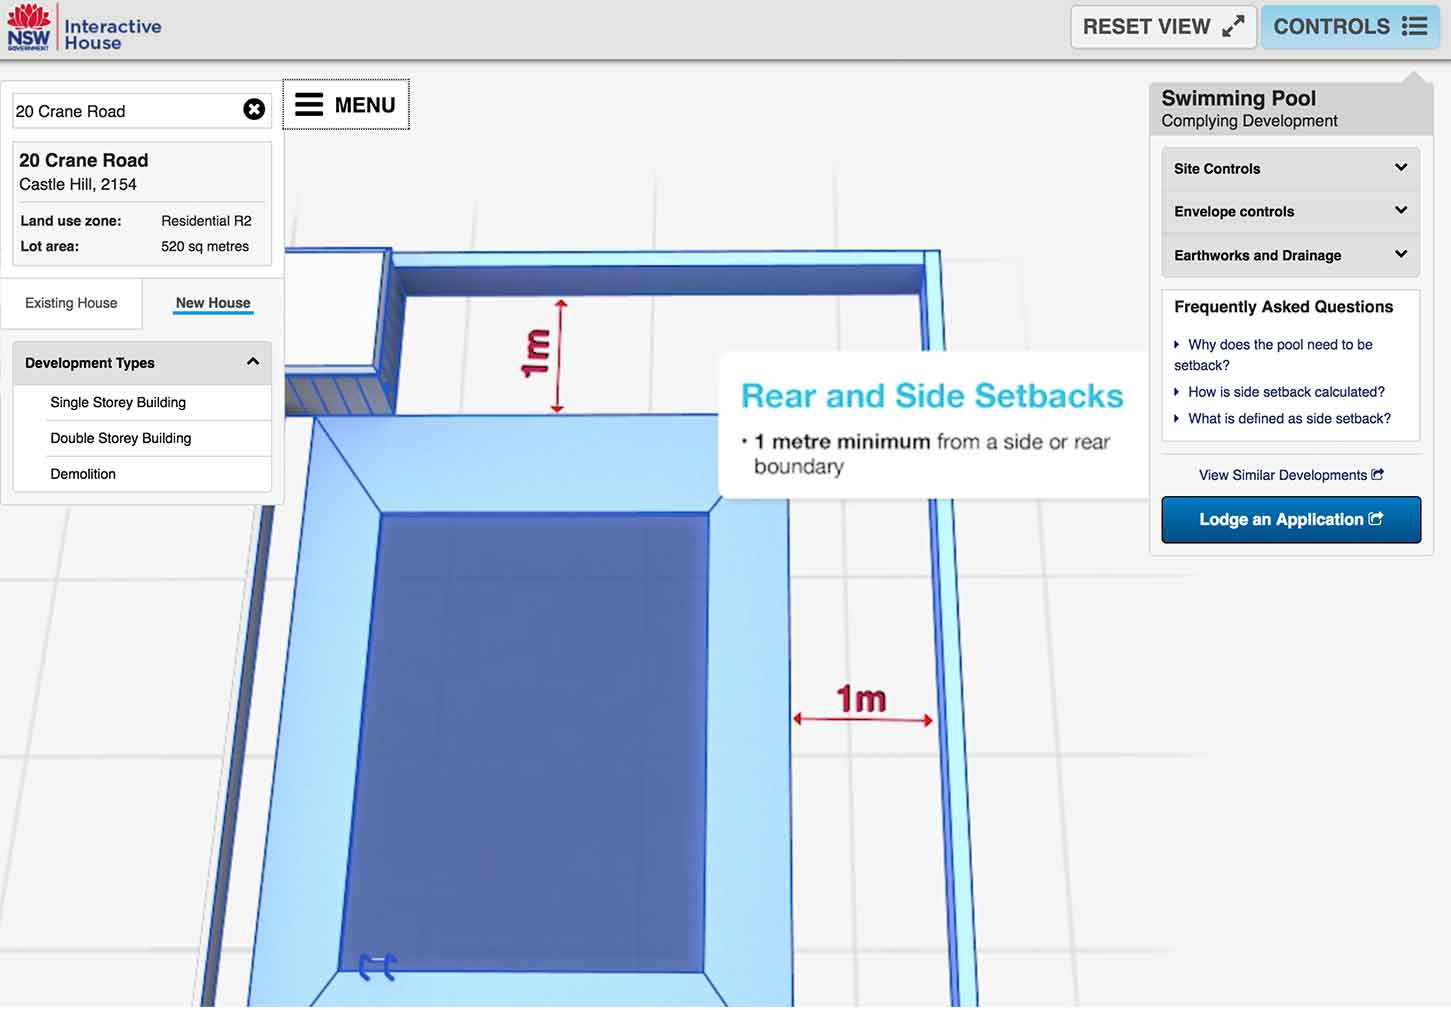 NSW
GOVERNMENT
Interactive
House
RESET VIEW
CONTROLS
20 Crane Road
MENU
20 Crane Road
Castle Hill, 2154
Land use zone: Residential R2
Lot area: 520 sq metres
Existing House
New House
Development Types
Single Storey Building
Double Storey Building
Demolition
1m
Rear and Side Setbacks
• 1 metre minimum from a side or rear
boundary
1m
Swimming Pool
Complying Development
Site Controls
Envelope controls
Earthworks and Drainage
Frequently Asked Questions
Why does the pool need to be
setback?
How is side setback calculated?
What is defined as side setback?
View Similar Developments
Lodge an Application